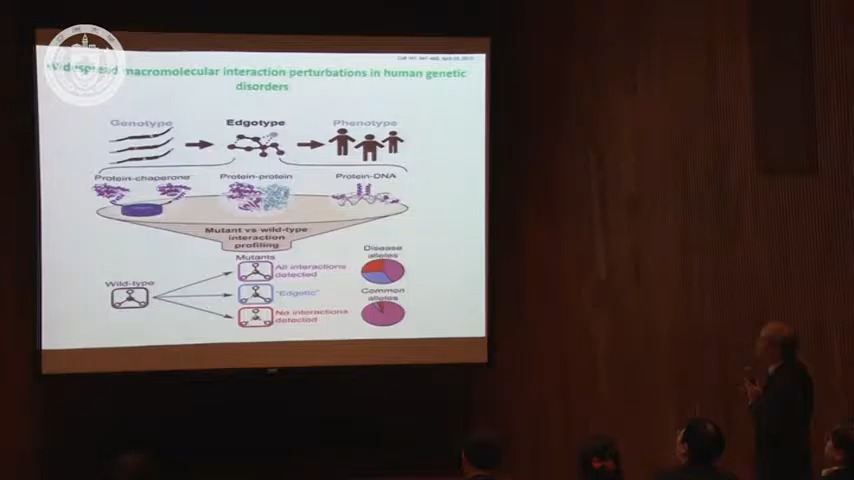 Widespread macromolecular interaction perturbations in human genetic
disorders
Genotype
Edgotype
Phenotype
Protein-chaperone
Protein-protein
Protein-DNA
Mutant vs wild-type
interaction
profiling
Wild-type
Mutants
All interactions
detected
"Edgetic"
No interactions
detected
Disease
alleles
Common
alleles